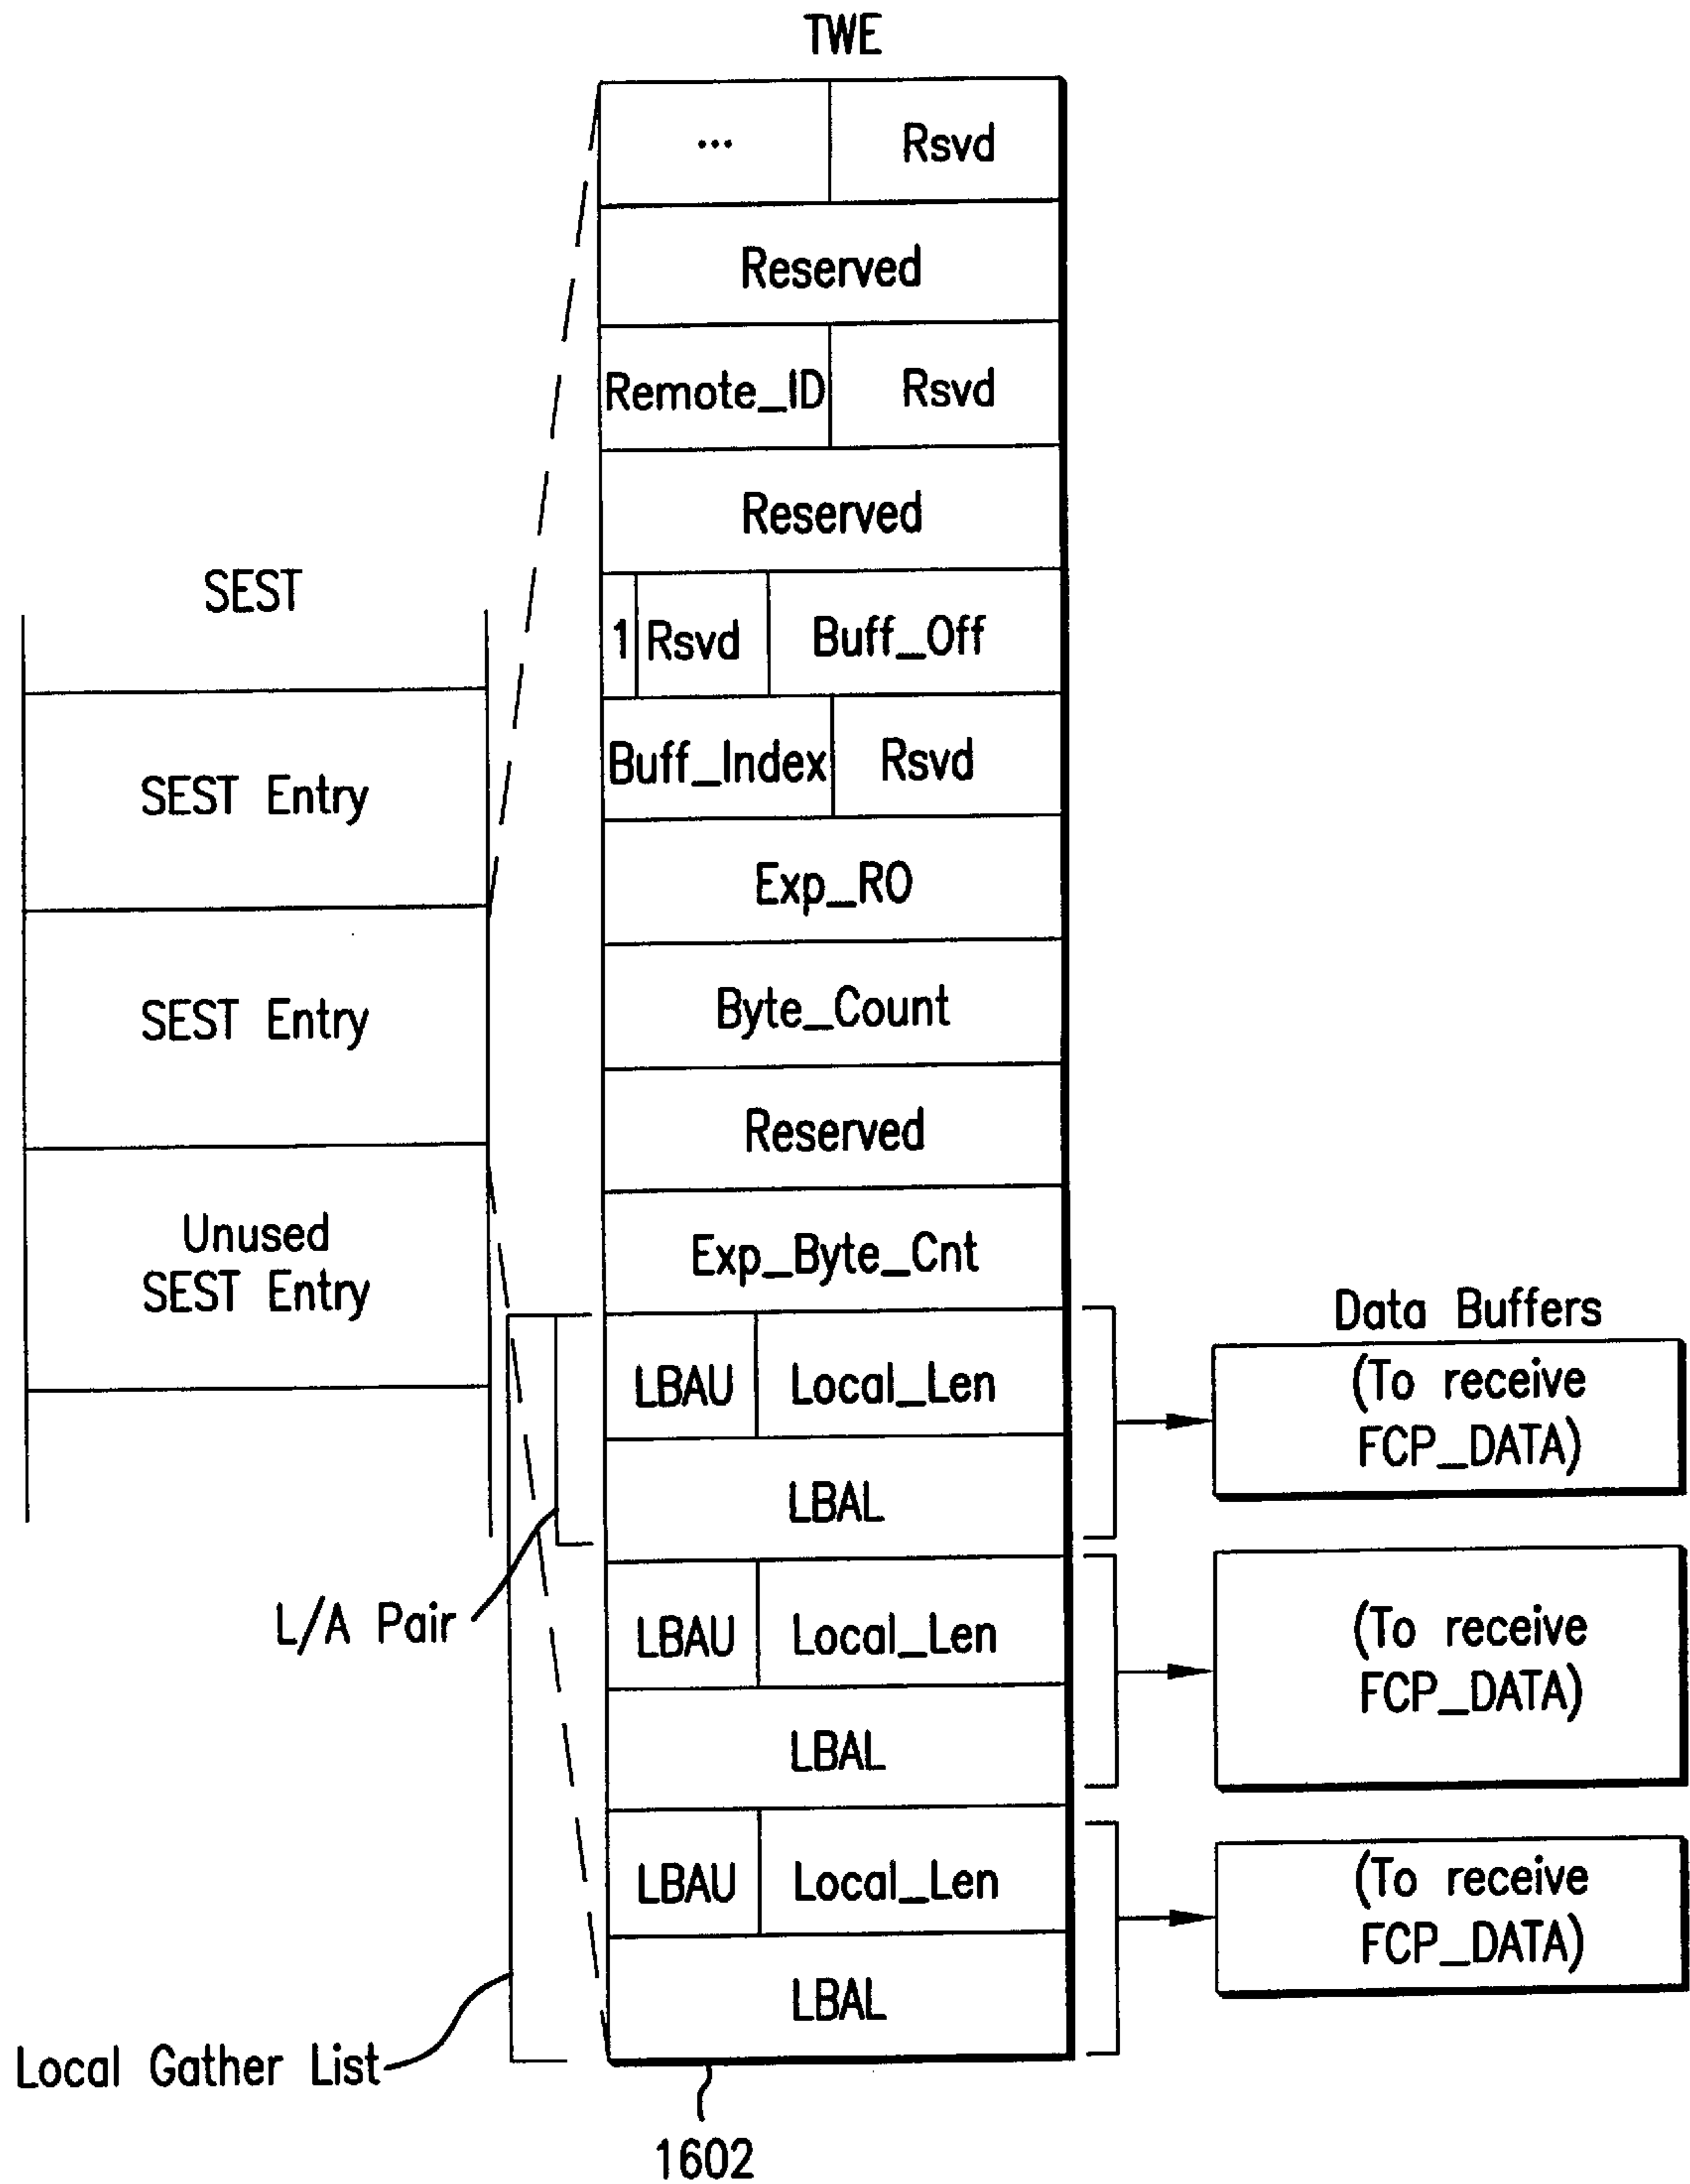 TWE
... Rsvd
Reserved
Remote_ID Rsvd
Reserved
1 Rsvd Buff_Off
Buff_Index Rsvd
Exp_RO
Byte_Count
Reserved
Exp_Byte_Cnt
LBAU Local_Len
LBAL
LBAU Local_Len
LBAL
LBAU Local_Len
LBAL
SEST
SEST Entry
SEST Entry
Unused
SEST Entry
L/A Pair
Local Gather List
1602
Data Buffers
(To receive
FCP_DATA)
(To receive
FCP_DATA)
(To receive
FCP_DATA)